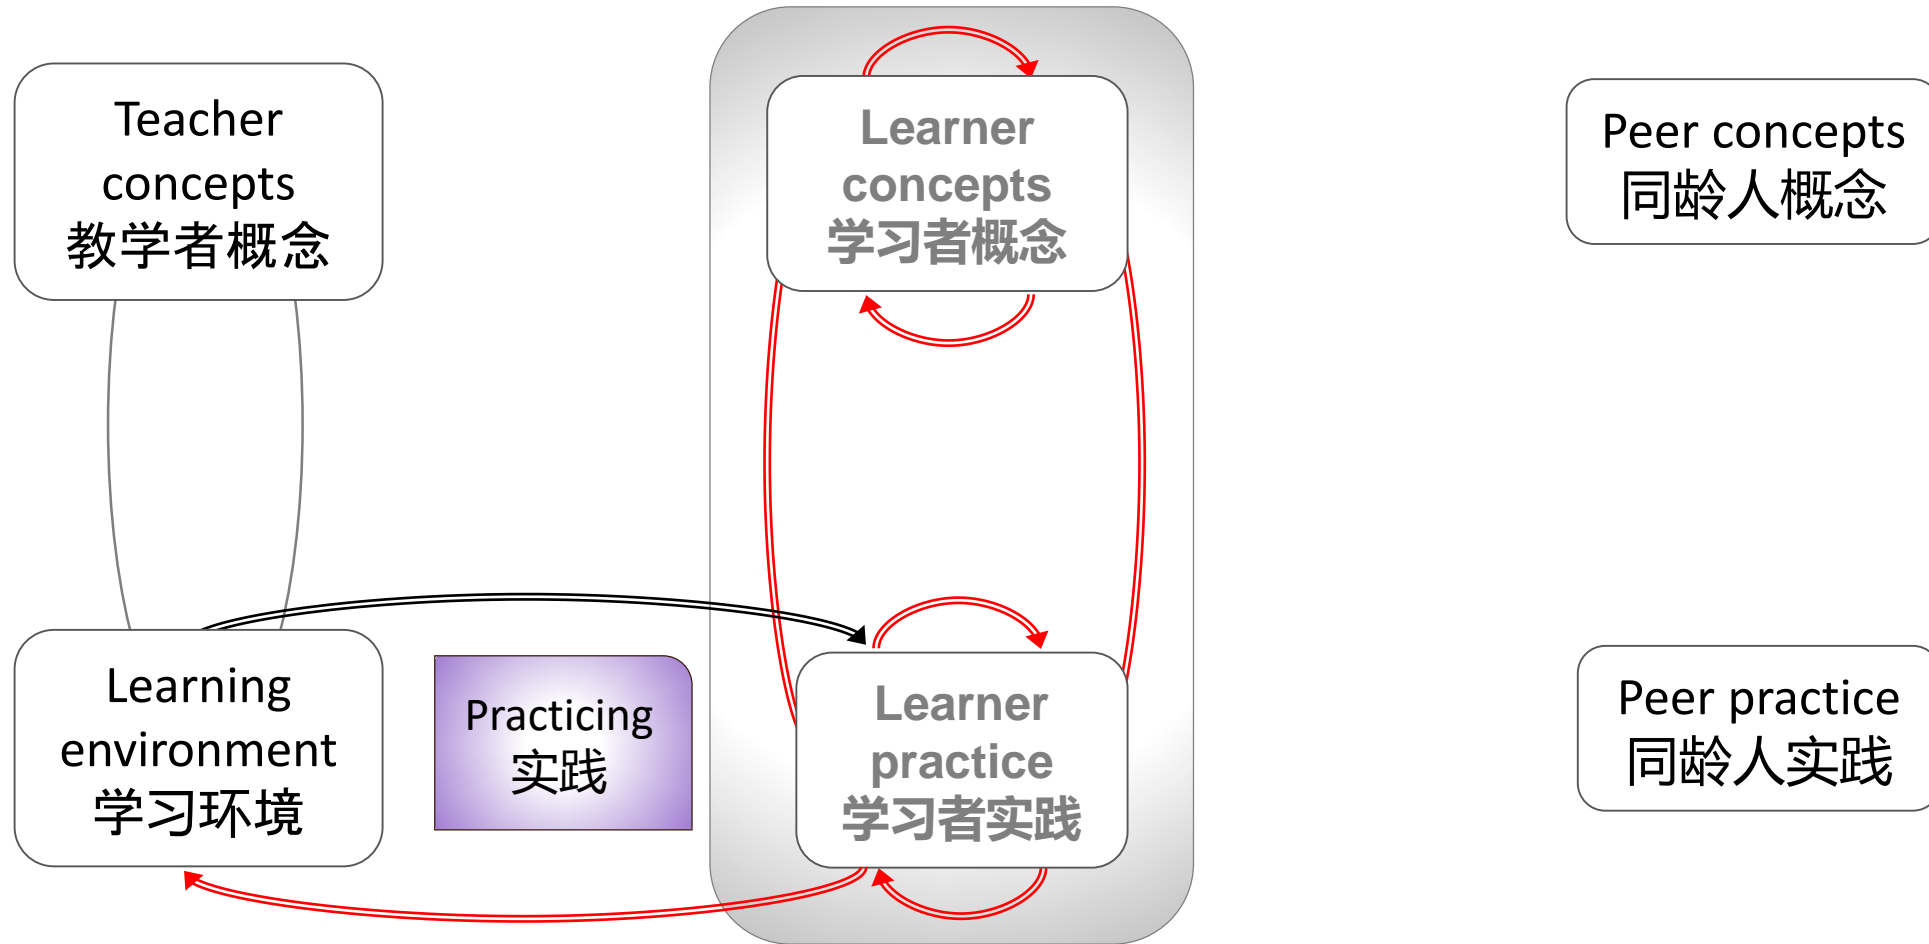 Teacher
concepts
教学者概念
Learner
concepts
学习者概念
Peer concepts
同龄人概念
Learning
environment
学习环境
Practicing
实践
Learner
practice
学习者实践
Peer practice
同龄人实践